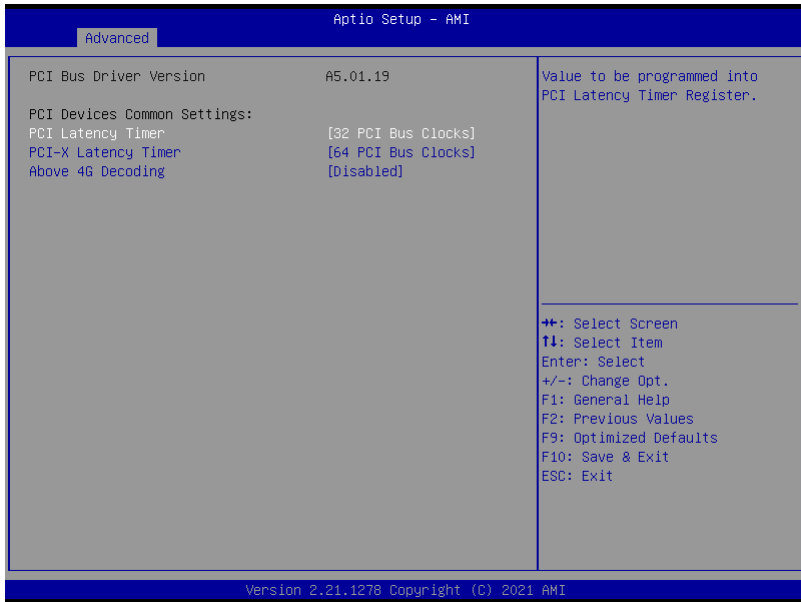 Aptio Setup – AMI
Advanced
PCI Bus Driver Version A5.01.19
PCI Devices Common Settings:
PCI Latency Timer [32 PCI Bus Clocks]
PCI-X Latency Timer [64 PCI Bus Clocks]
Above 4G Decoding [Disabled]
Value to be programmed into
PCI Latency Timer Register.
→←: Select Screen
↑↓: Select Item
Enter: Select
+/-: Change Opt.
F1: General Help
F2: Previous Values
F9: Optimized Defaults
F10: Save & Exit
ESC: Exit
Version 2.21.1278 Copyright (C) 2021 AMI